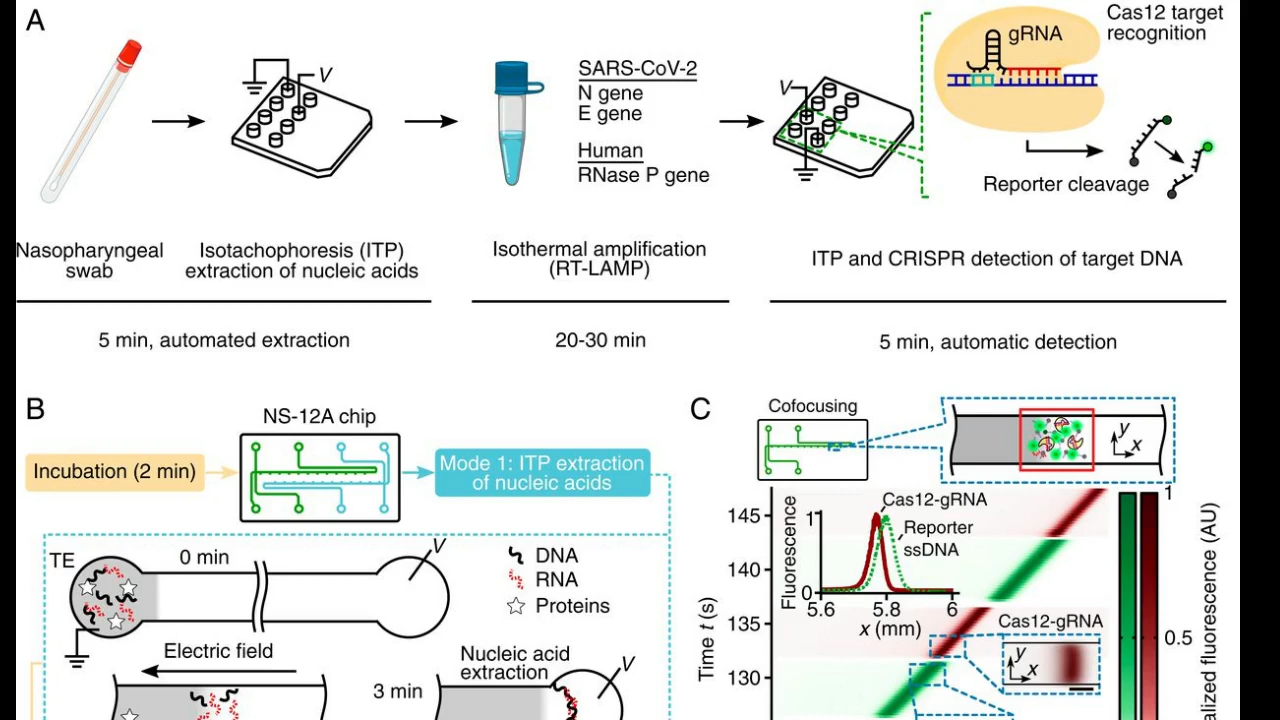 A
V
SARS-CoV-2
N gene
E gene
Human
RNase P gene
V
gRNA
Cas12 target
recognition
Reporter cleavage
Nasopharyngeal
swab
Isotachophoresis (ITP)
extraction of nucleic acids
Isothermal amplification
(RT-LAMP)
ITP and CRISPR detection of target DNA
5 min, automated extraction
20-30 min
5 min, automatic detection
B
NS-12A chip
Incubation (2 min)
Mode 1: ITP extraction
of nucleic acids
TE
0 min
V
DNA
RNA
Proteins
Electric field
3 min
Nucleic acid
extraction
V
C
Cofocusing
y
x
Time t (s)
145
140
135
130
Fluorescence
1
0
5.6
5.8
6
x (mm)
Cas12-gRNA
Reporter
ssDNA
Cas12-gRNA
y
x
1
0.5
alized fluorescence (AU)